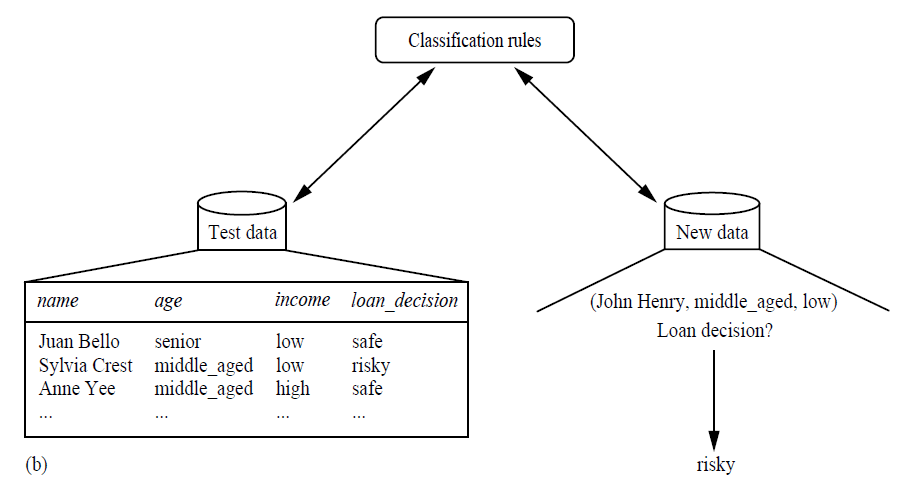 Classification rules
Test data
name age income loan_decision
Juan Bello senior low safe
Sylvia Crest middle_aged low risky
Anne Yee middle_aged high safe
... ... ... ...
New data
(John Henry, middle_aged, low)
Loan decision?
risky
(b)